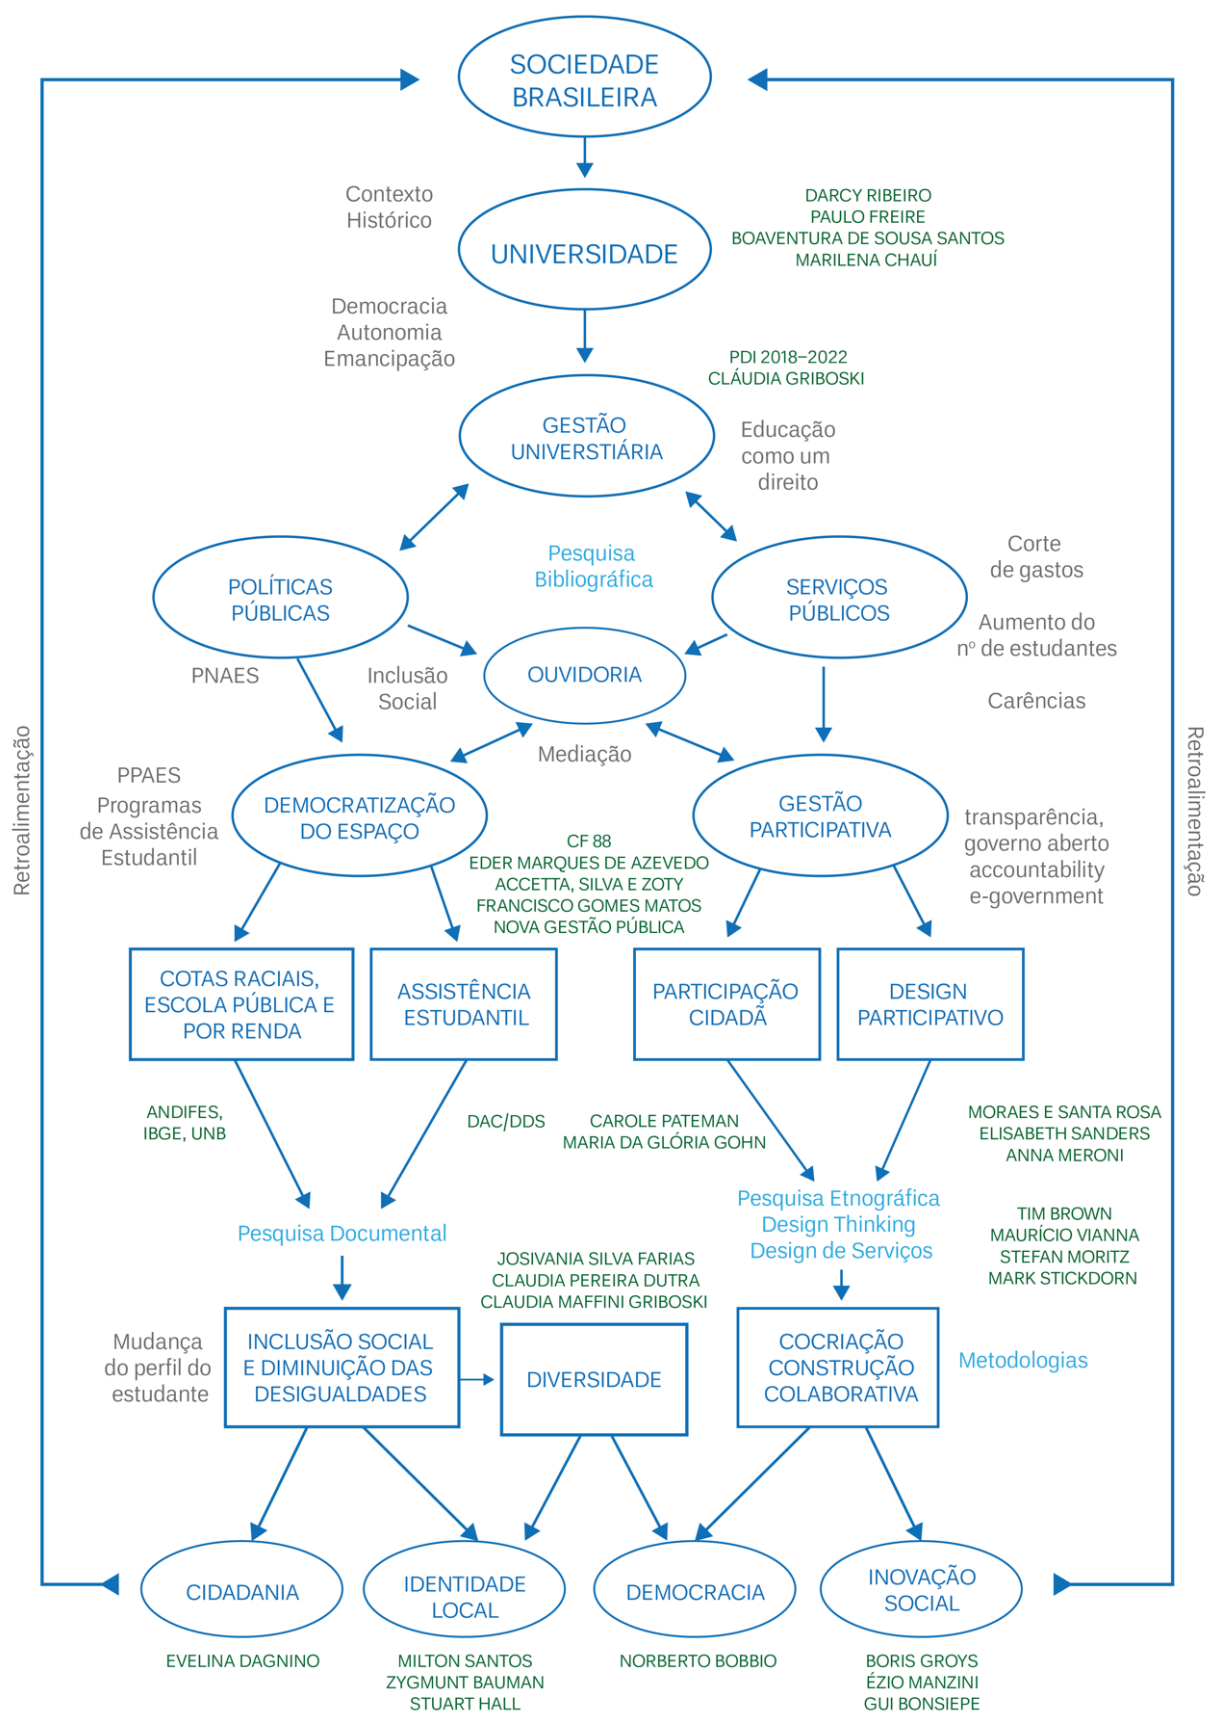 SOCIEDADE
BRASILEIRA
Contexto
Histórico
UNIVERSIDADE
DARCY RIBEIRO
PAULO FREIRE
BOAVENTURA DE SOUSA SANTOS
MARILENA CHAUÍ
Democracia
Autonomia
Emancipação
PDI 2018–2022
CLÁUDIA GRIBOSKI
GESTÃO
UNIVERSTIÁRIA
Educação
como um
direito
Pesquisa
Bibliográfica
POLÍTICAS
PÚBLICAS
SERVIÇOS
PÚBLICOS
Corte
de gastos
Aumento do
nº de estudantes
Carências
PNAES
Inclusão
Social
OUVIDORIA
Mediação
Retroalimentação
Retroalimentação
PPAES
Programas
de Assistência
Estudantil
DEMOCRATIZAÇÃO
DO ESPAÇO
GESTÃO
PARTICIPATIVA
transparência,
governo aberto
accountability
e-government
CF 88
EDER MARQUES DE AZEVEDO
ACCETTA, SILVA E ZOTY
FRANCISCO GOMES MATOS
NOVA GESTÃO PÚBLICA
COTAS RACIAIS,
ESCOLA PÚBLICA E
POR RENDA
ASSISTÊNCIA
ESTUDANTIL
PARTICIPAÇÃO
CIDADÃ
DESIGN
PARTICIPATIVO
ANDIFES,
IBGE, UNB
DAC/DDS
CAROLE PATEMAN
MARIA DA GLÓRIA GOHN
MORAES E SANTA ROSA
ELISABETH SANDERS
ANNA MERONI
Pesquisa Documental
Pesquisa Etnográfica
Design Thinking
Design de Serviços
TIM BROWN
MAURÍCIO VIANNA
STEFAN MORITZ
MARK STICKDORN
JOSIVANIA SILVA FARIAS
CLAUDIA PEREIRA DUTRA
CLAUDIA MAFFINI GRIBOSKI
Mudança
do perfil do
estudante
INCLUSÃO SOCIAL
E DIMINUIÇÃO DAS
DESIGUALDADES
DIVERSIDADE
COCRIAÇÃO
CONSTRUÇÃO
COLABORATIVA
Metodologias
CIDADANIA
IDENTIDADE
LOCAL
DEMOCRACIA
INOVAÇÃO
SOCIAL
EVELINA DAGNINO
MILTON SANTOS
ZYGMUNT BAUMAN
STUART HALL
NORBERTO BOBBIO
BORIS GROYS
ÉZIO MANZINI
GUI BONSIEPE